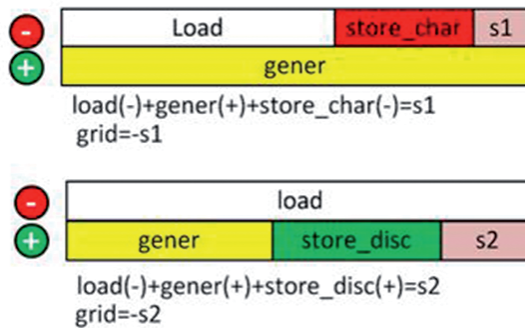 - Load store_char s1
+ gener
load(-)+gener(+)+store_char(-)=s1
grid=-s1
- load
+ gener store_disc s2
load(-)+gener(+)+store_disc(+)=s2
grid=-s2